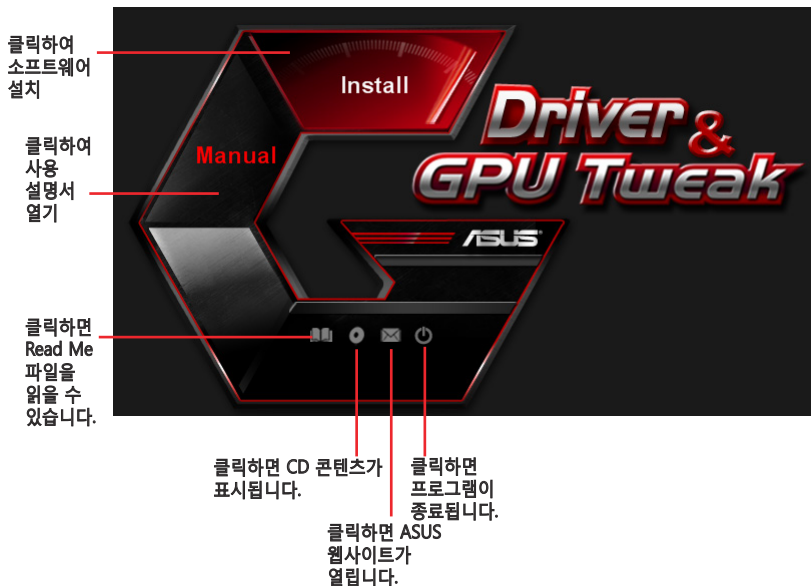 클릭하여
소프트웨어
설치
Install
Driver &
GPU Tweak
클릭하여
사용
설명서
열기
Manual
ASUS
클릭하면
Read Me
파일을
읽을 수
있습니다.
클릭하면 CD 콘텐츠가
표시됩니다.
클릭하면
프로그램이
종료됩니다.
클릭하면 ASUS
웹사이트가
열립니다.